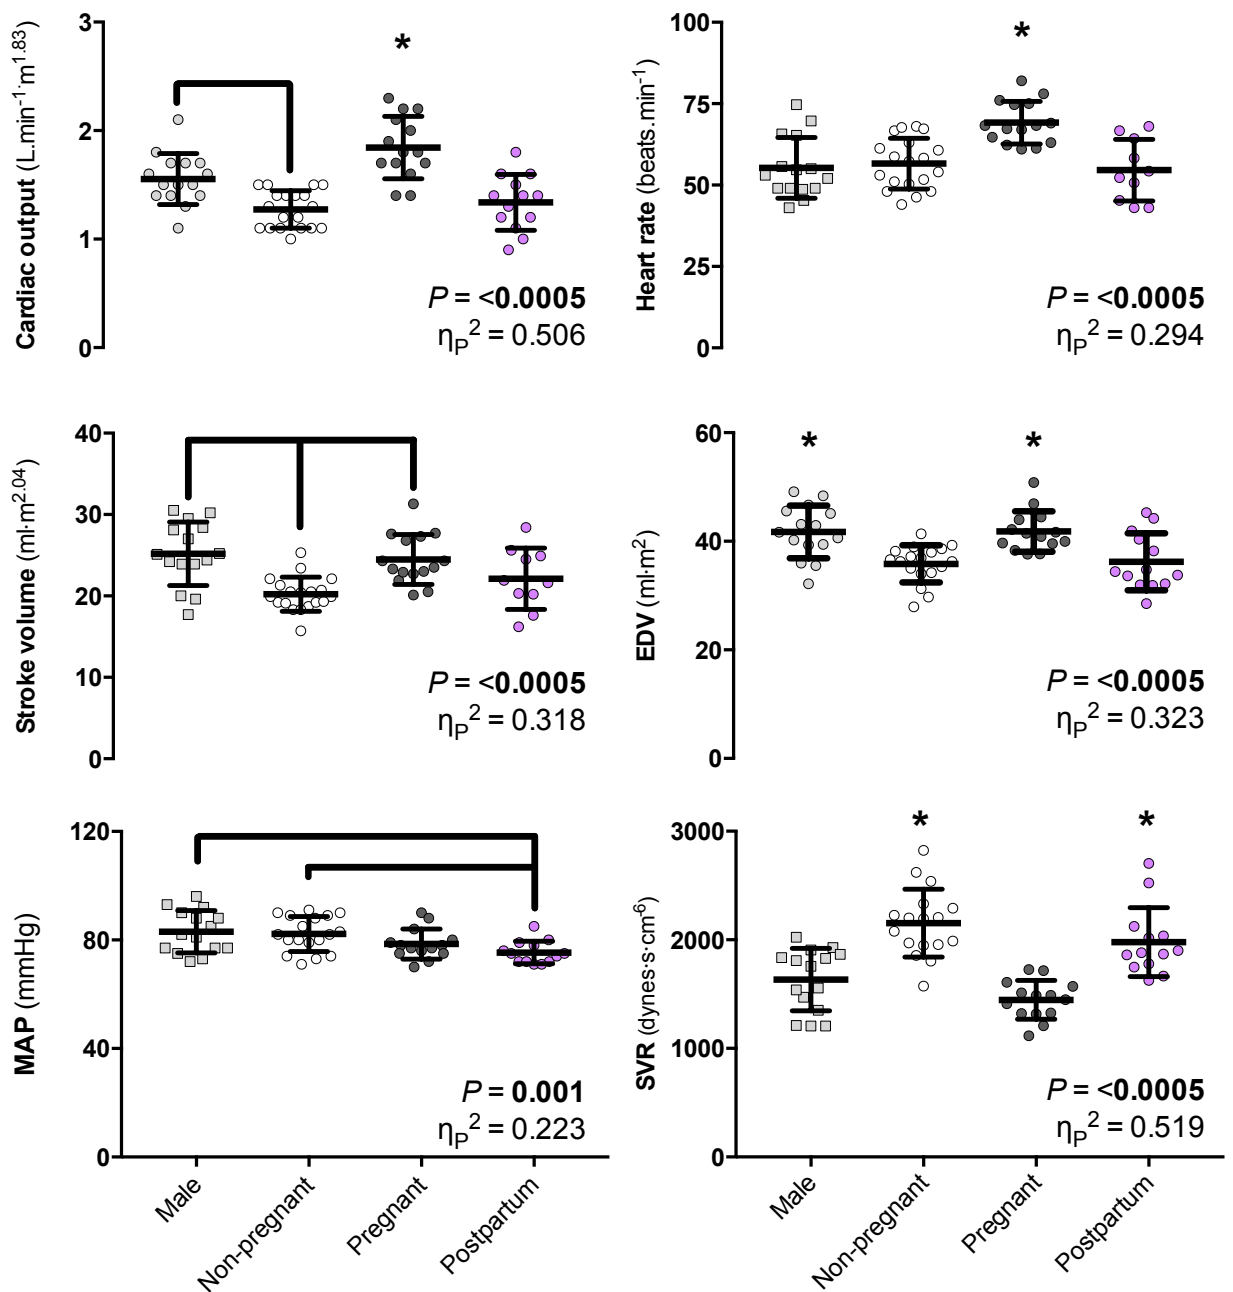 Cardiac output (L.min⁻¹·m¹·⁸³)
3
2
1
0
*
P = <0.0005
ηP² = 0.506
Heart rate (beats.min⁻¹)
100
75
50
25
0
*
P = <0.0005
ηP² = 0.294
Stroke volume (ml·m²·⁰⁴)
40
30
20
10
0
P = <0.0005
ηP² = 0.318
EDV (ml·m²)
60
40
20
0
*
*
P = <0.0005
ηP² = 0.323
MAP (mmHg)
120
80
40
0
P = 0.001
ηP² = 0.223
Male
Non-pregnant
Pregnant
Postpartum
SVR (dynes·s·cm⁻⁶)
3000
2000
1000
0
*
*
P = <0.0005
ηP² = 0.519
Male
Non-pregnant
Pregnant
Postpartum